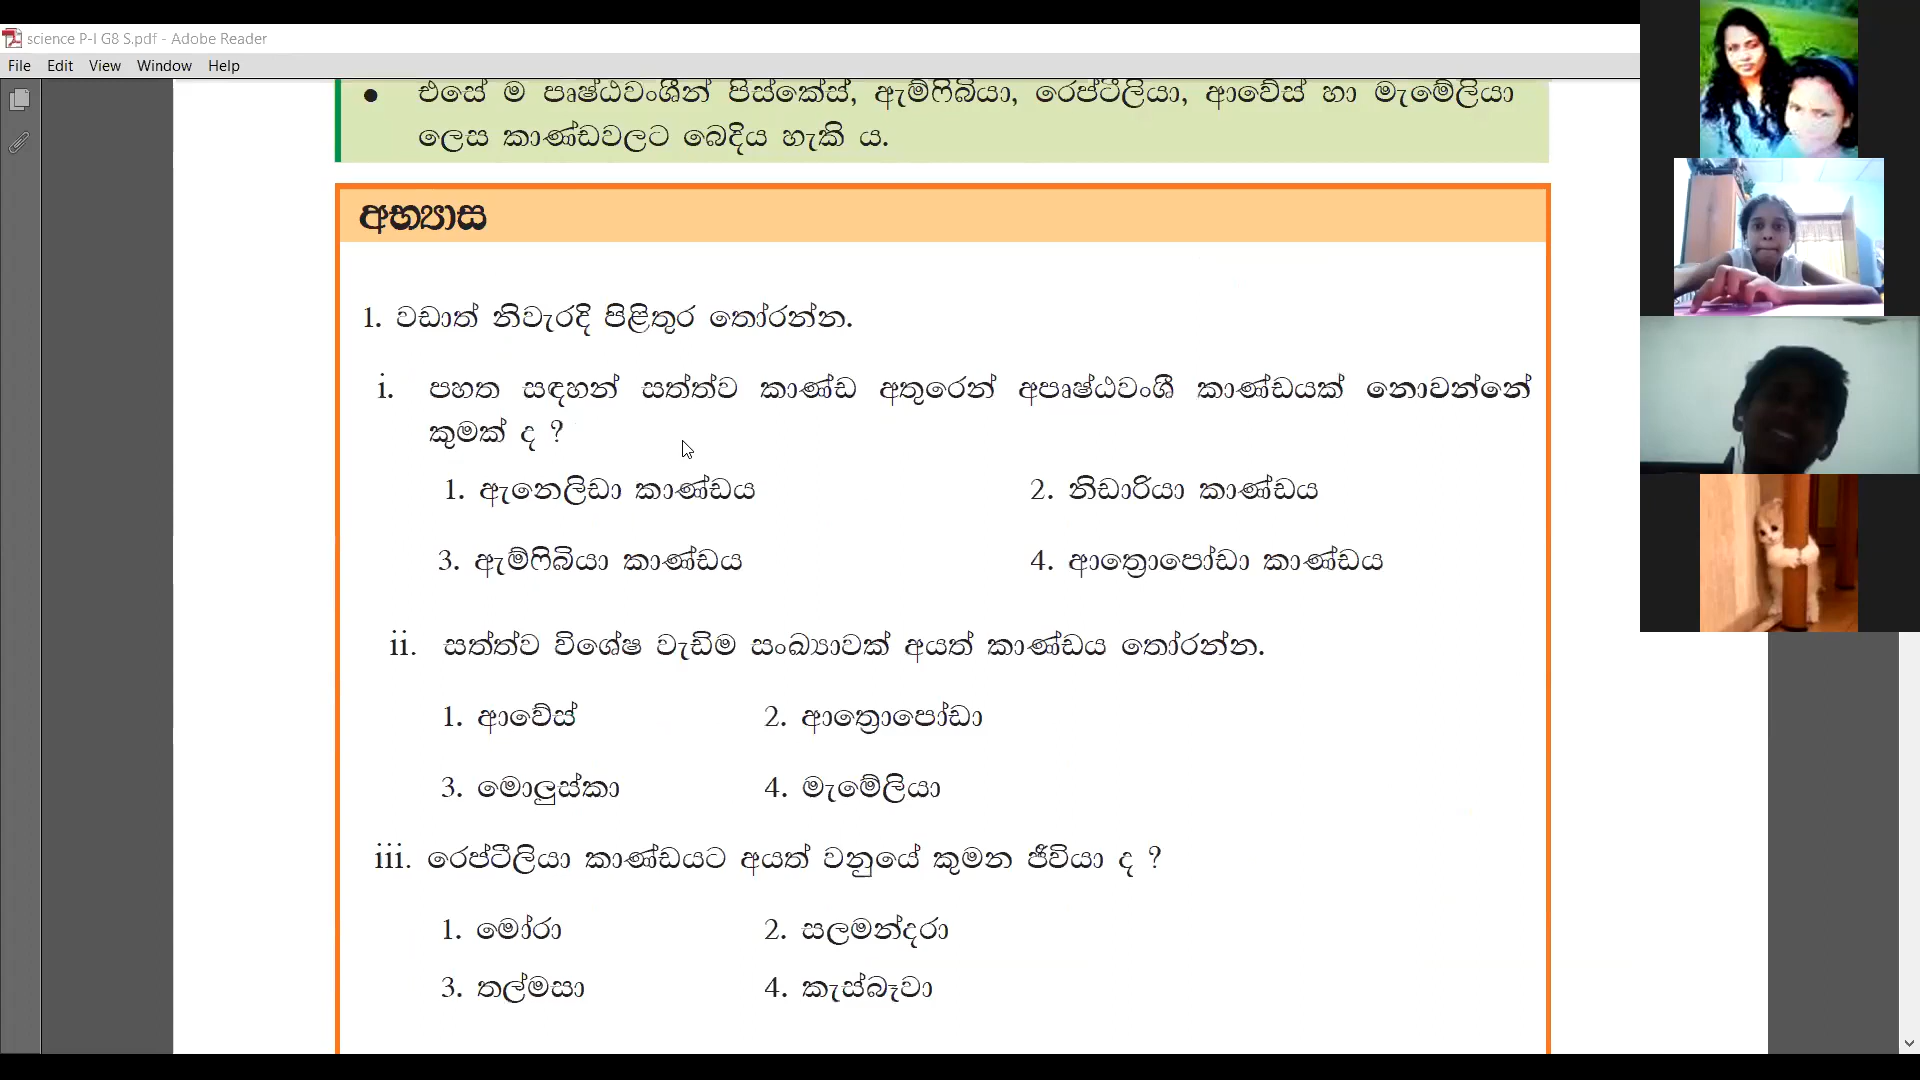 science P-I G8 S.pdf - Adobe Reader
File Edit View Window Help
● එසේ ම පෘෂ්ඨවංශීන් පිස්කේස්, ඇම්ෆිබියා, රෙප්ටීලියා, ආවේස් හා මැමේලියා
ලෙස කාණ්ඩවලට බෙදිය හැකි ය.
අභ්‍යාස
1. වඩාත් නිවැරදි පිළිතුර තෝරන්න.
i. පහත සඳහන් සත්ත්ව කාණ්ඩ අතුරෙන් අපෘෂ්ඨවංශී කාණ්ඩයක් නොවන්නේ
කුමක් ද ?
1. ඇනෙලිඩා කාණ්ඩය 2. නිඩාරියා කාණ්ඩය
3. ඇම්ෆිබියා කාණ්ඩය 4. ආත්‍රොපෝඩා කාණ්ඩය
ii. සත්ත්ව විශේෂ වැඩිම සංඛ්‍යාවක් අයත් කාණ්ඩය තෝරන්න.
1. ආවේස් 2. ආත්‍රොපෝඩා
3. මොලුස්කා 4. මැමේලියා
iii. රෙප්ටීලියා කාණ්ඩයට අයත් වනුයේ කුමන ජීවියා ද ?
1. මෝරා 2. සලමන්දරා
3. තල්මසා 4. කැස්බෑවා